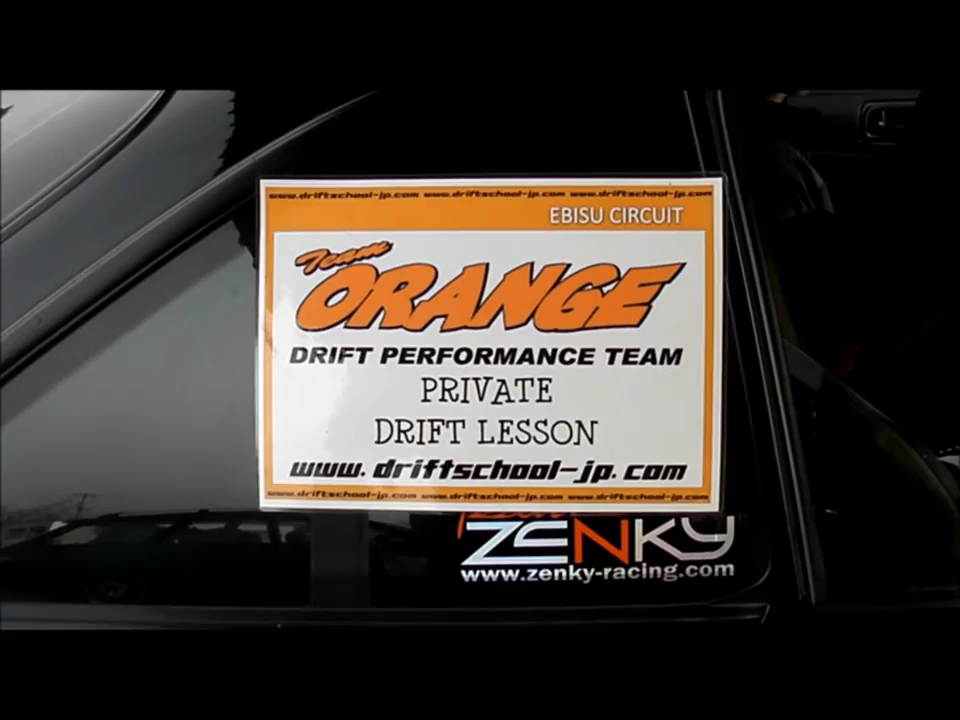 www.driftschool-jp.com www.driftschool-jp.com www.driftschool-jp.com
EBISU CIRCUIT
Team
ORANGE
DRIFT PERFORMANCE TEAM
PRIVATE
DRIFT LESSON
www.driftschool-jp.com
www.driftschool-jp.com www.driftschool-jp.com www.driftschool-jp.com
ZENKY
www.zenky-racing.com